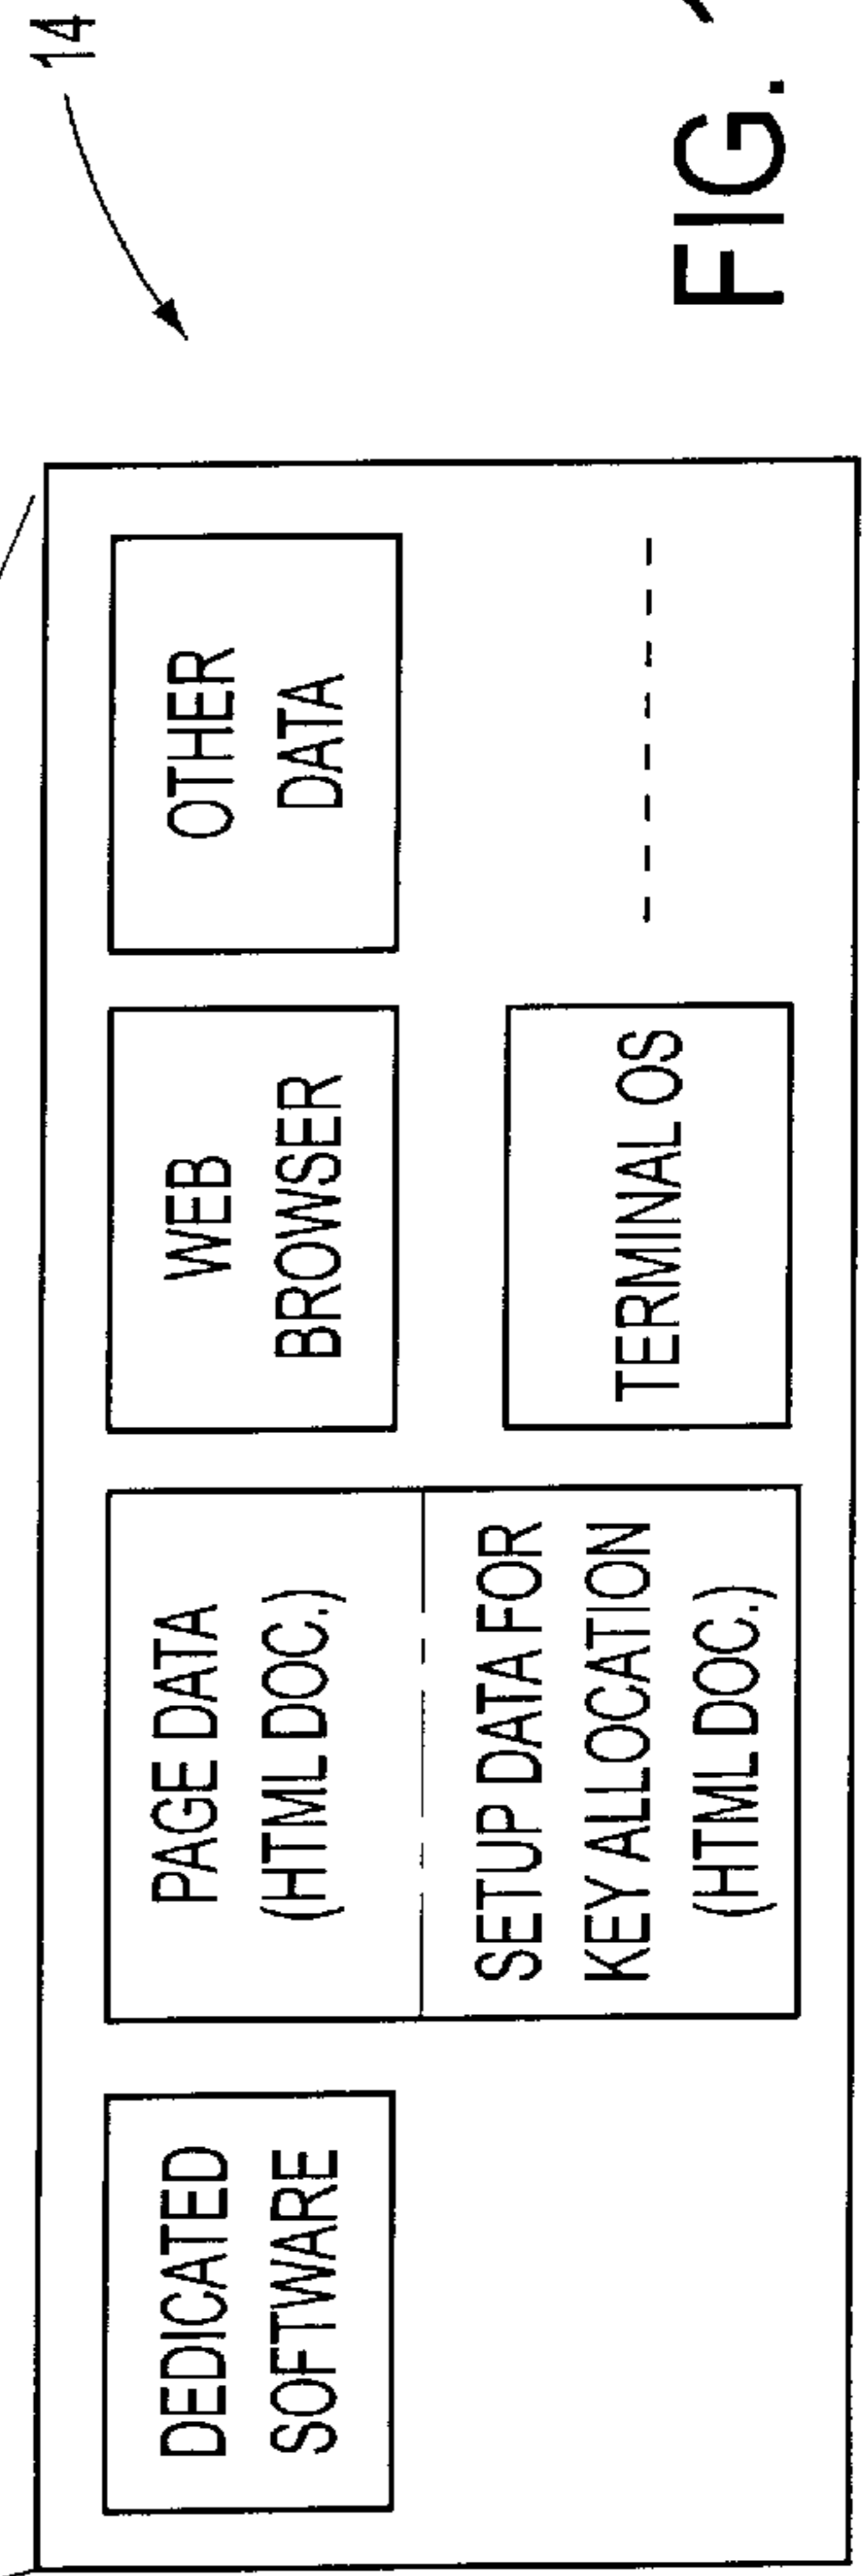 14
DEDICATED
SOFTWARE
PAGE DATA
(HTML DOC.)
SETUP DATA FOR
KEY ALLOCATION
(HTML DOC.)
WEB
BROWSER
TERMINAL OS
OTHER
DATA
FIG.